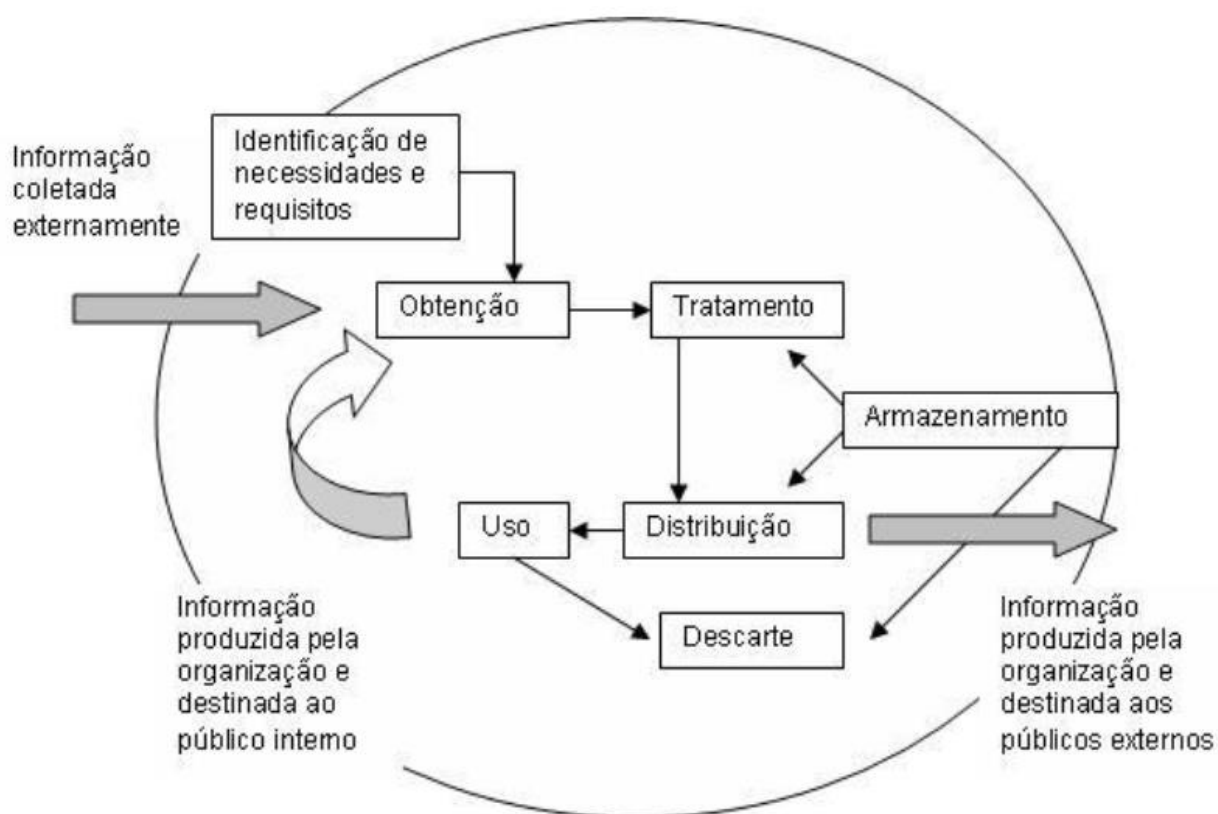 Informação
coletada
externamente
Identificação de
necessidades e
requisitos
Obtenção
Tratamento
Armazenamento
Uso
Distribuição
Descarte
Informação
produzida pela
organização e
destinada ao
público interno
Informação
produzida pela
organização e
destinada aos
públicos externos